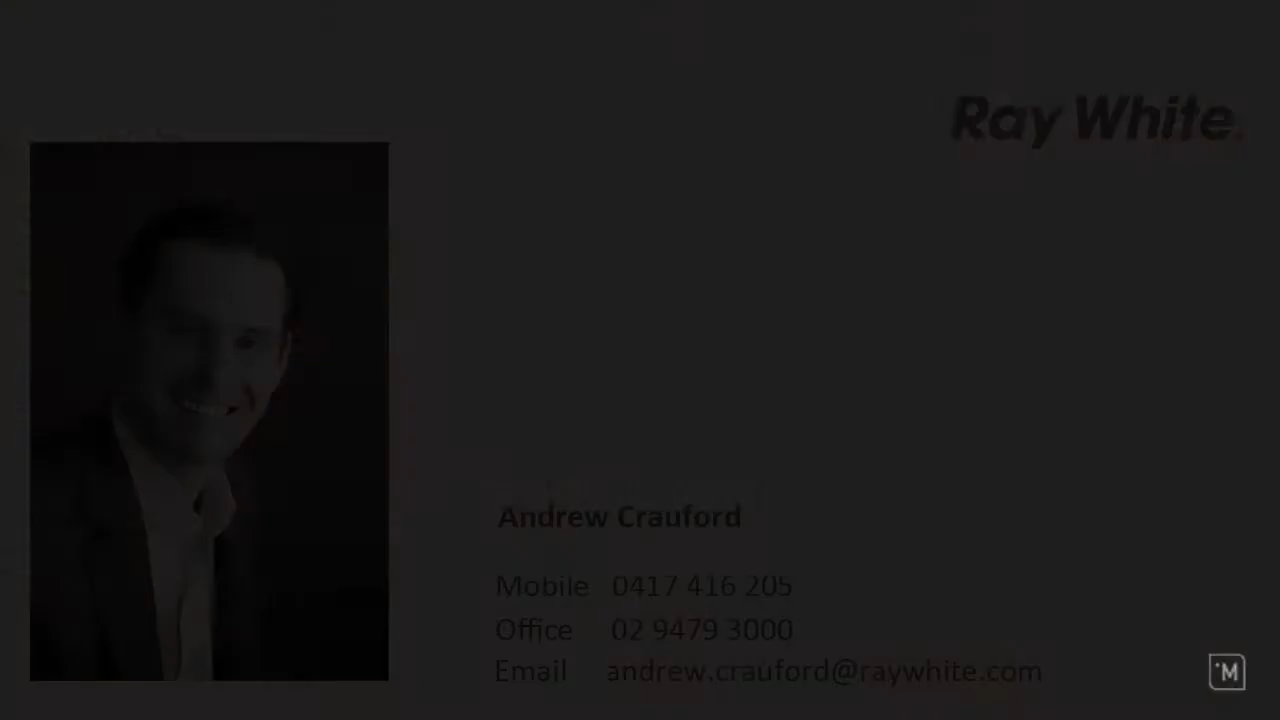 Ray White.
Andrew Crauford
Mobile 0417 416 205
Office 02 9479 3000
Email andrew.crauford@raywhite.com
M